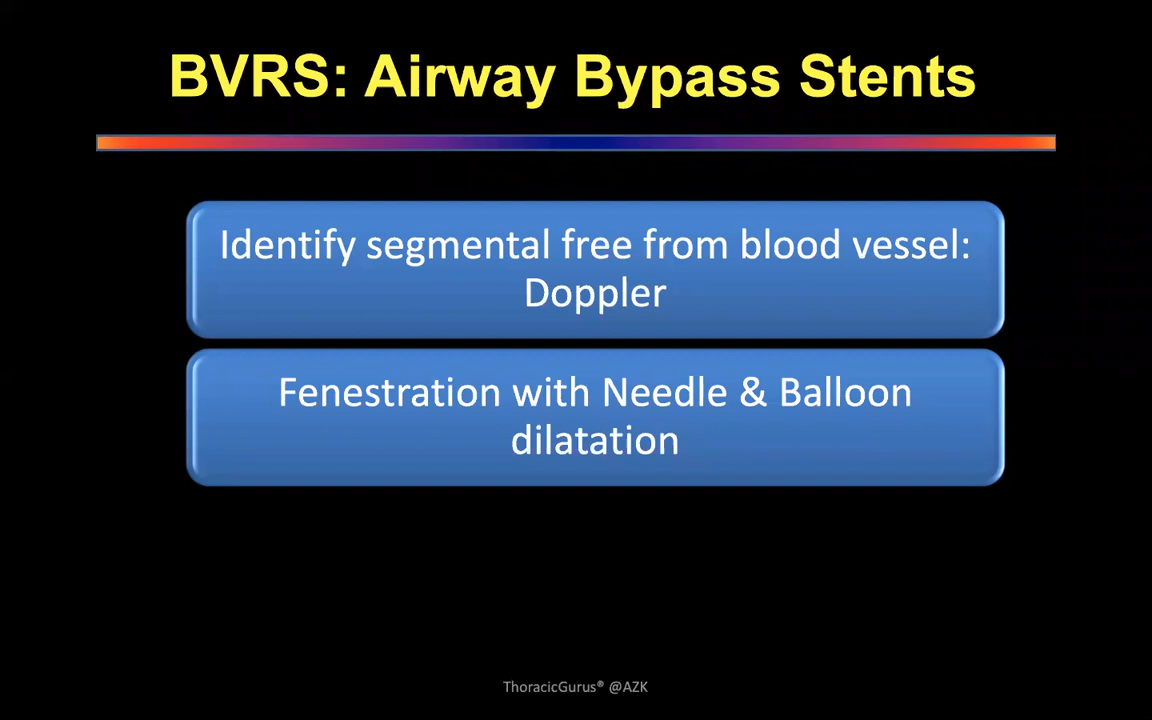 BVRS: Airway Bypass Stents
Identify segmental free from blood vessel:
Doppler
Fenestration with Needle & Balloon
dilatation
ThoracicGurus® @AZK